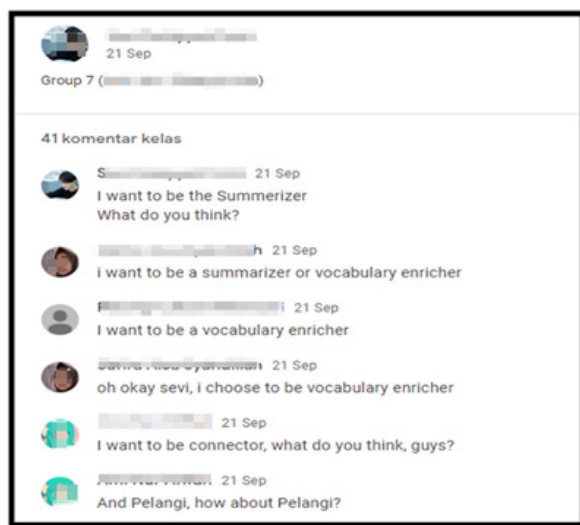 21 Sep
Group 7 (
41 komentar kelas
21 Sep
I want to be the Summerizer
What do you think?
21 Sep
i want to be a summarizer or vocabulary enricher
21 Sep
I want to be a vocabulary enricher
21 Sep
oh okay sevi, i choose to be vocabulary enricher
21 Sep
I want to be connector, what do you think, guys?
21 Sep
And Pelangi, how about Pelangi?